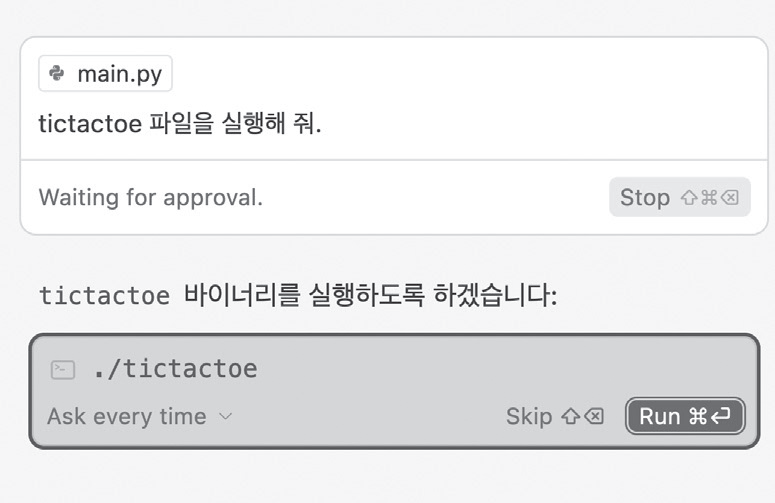 main.py
tictactoe 파일을 실행해 줘.
Waiting for approval. Stop ⇧⌘⌫
tictactoe 바이너리를 실행하도록 하겠습니다:
./tictactoe
Ask every time Skip ⇧⌫ Run ⌘⏎